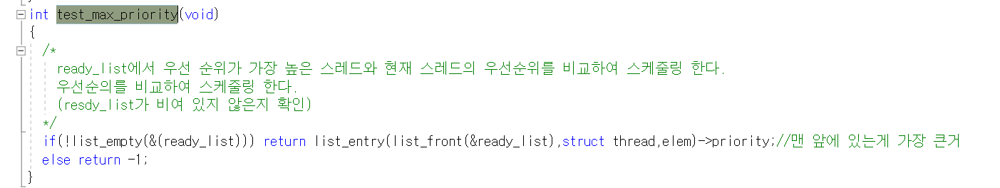 int test_max_priority(void)
{
/*
ready_list에서 우선 순위가 가장 높은 스레드와 현재 스레드의 우선순위를 비교하여 스케줄링 한다.
우선순의를 비교하여 스케줄링 한다.
(resdy_list가 비여 있지 않은지 확인)
*/
if(!list_empty(&(ready_list))) return list_entry(list_front(&ready_list),struct thread,elem)->priority;//맨 앞에 있는게 가장 큰거
else return -1;
}